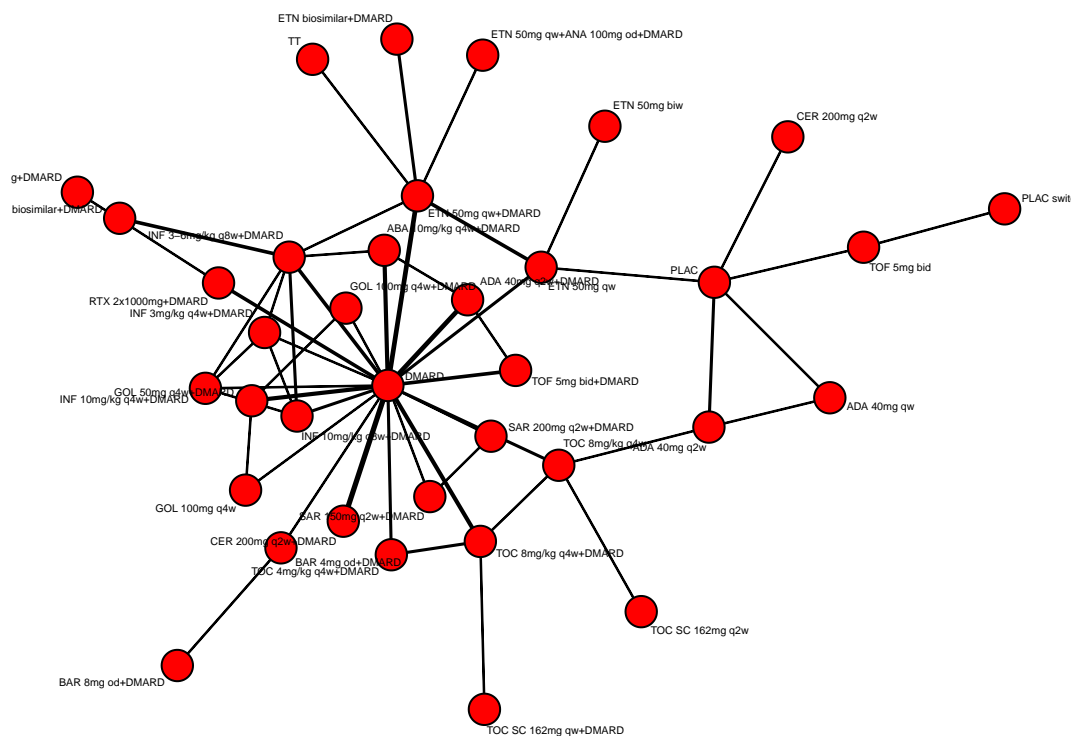 ETN biosimilar+DMARD
ETN 50mg qw+ANA 100mg od+DMARD
TT
ETN 50mg biw
CER 200mg q2w
g+DMARD
PLAC swit
biosimilar+DMARD
ETN 50mg qw+DMARD
ABA 10mg/kg q4w+DMARD
INF 3–6mg/kg q8w+DMARD
TOF 5mg bid
PLAC
ADA 40mg q2w+DMARD
ETN 50mg qw
GOL 100mg q4w+DMARD
RTX 2x1000mg+DMARD
INF 3mg/kg q4w+DMARD
DMARD
TOF 5mg bid+DMARD
GOL 50mg q4w+DMARD
INF 10mg/kg q4w+DMARD
ADA 40mg qw
SAR 200mg q2w+DMARD
INF 10mg/kg q8w+DMARD
TOC 8mg/kg q4w
ADA 40mg q2w
GOL 100mg q4w
SAR 150mg q2w+DMARD
CER 200mg q2w+DMARD
TOC 8mg/kg q4w+DMARD
BAR 4mg od+DMARD
TOC 4mg/kg q4w+DMARD
TOC SC 162mg q2w
BAR 8mg od+DMARD
TOC SC 162mg qw+DMARD